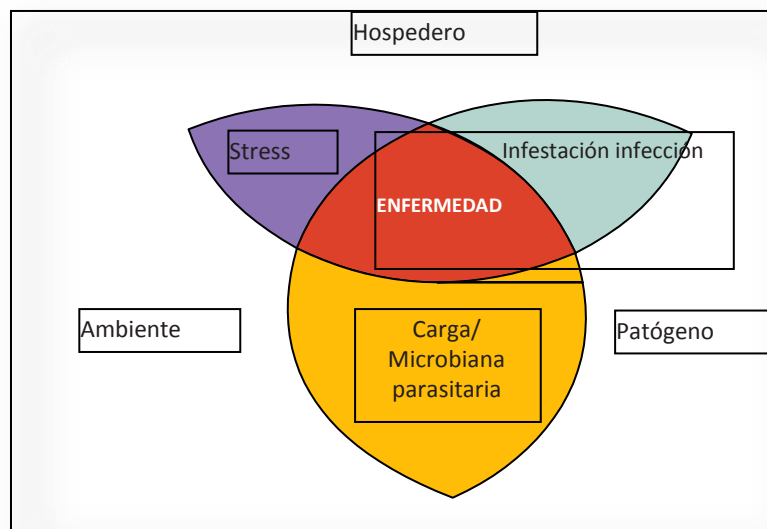 Hospedero
Stress
Infestación infección
ENFERMEDAD
Ambiente
Carga/
Microbiana
parasitaria
Patógeno